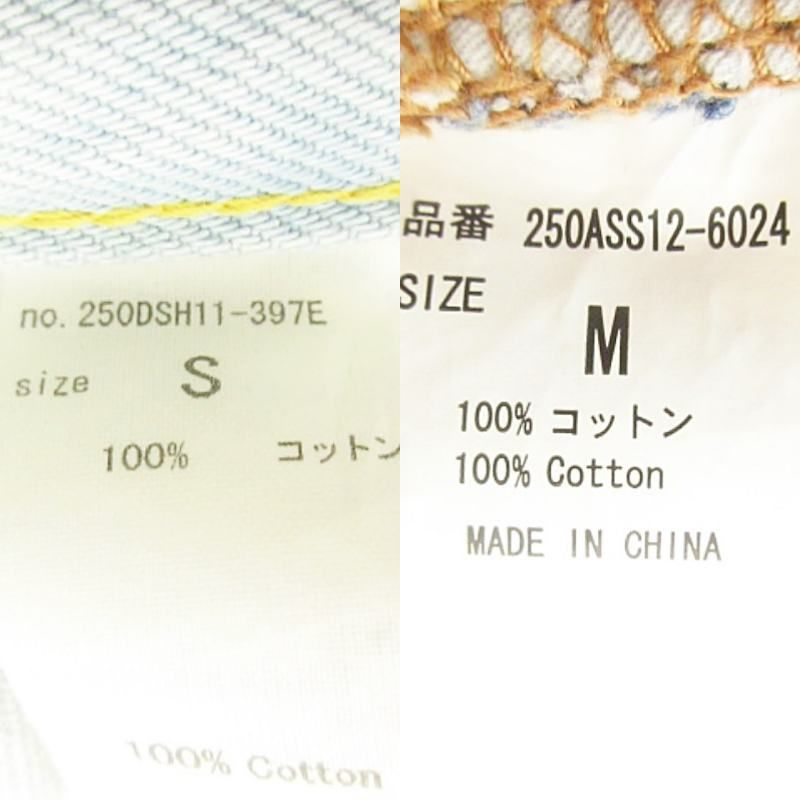 no. 250DSH11-397E
size S
100% コットン
100% Cotton
品番 250ASS12-6024
SIZE
M
100% コットン
100% Cotton
MADE IN CHINA